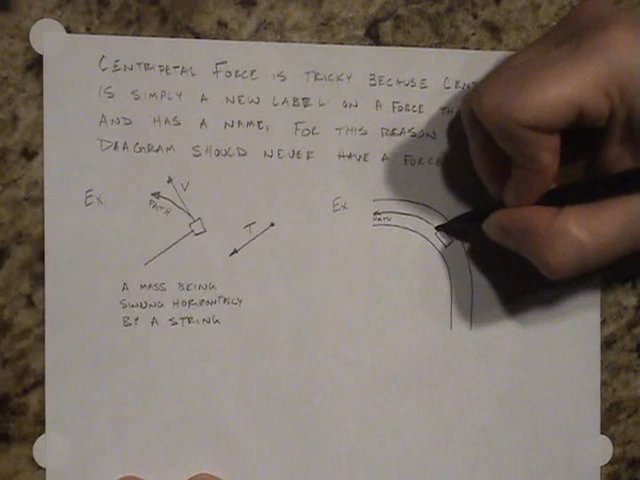 CENTRIPETAL FORCE IS TRICKY BECAUSE CENT
IS SIMPLY A NEW LABEL ON A FORCE THA
AND HAS A NAME. FOR THIS REASON
DIAGRAM SHOULD NEVER HAVE A FORCE
Ex
PATH
V
T
A MASS BEING
SWUNG HORIZONTALLY
BY A STRING
Ex
PATH